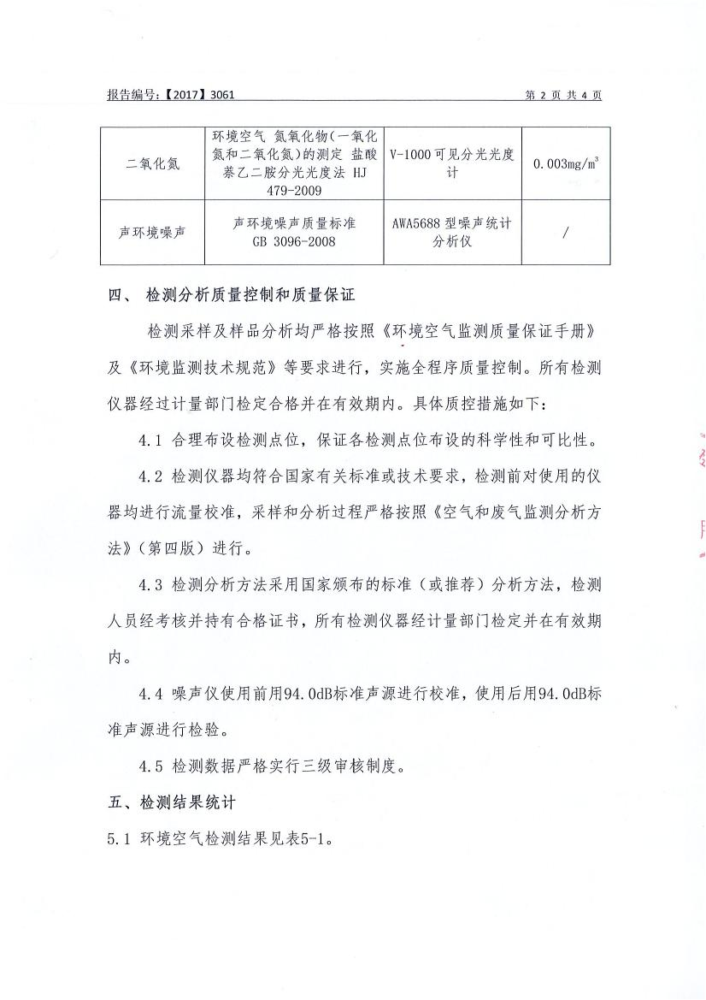 报告编号：【2017】3061 第 2 页 共 4 页
二氧化氮
环境空气 氮氧化物(一氧化
氮和二氧化氮)的测定 盐酸
萘乙二胺分光光度法 HJ
479-2009
V-1000可见分光光度
计
0.003mg/m³
声环境噪声
声环境噪声质量标准
GB 3096-2008
AWA5688 型噪声统计
分析仪
/
四、 检测分析质量控制和质量保证
检测采样及样品分析均严格按照《环境空气监测质量保证手册》
及《环境监测技术规范》等要求进行，实施全程序质量控制。所有检测
仪器经过计量部门检定合格并在有效期内。具体质控措施如下：
4.1 合理布设检测点位，保证各检测点位布设的科学性和可比性。
4.2 检测仪器均符合国家有关标准或技术要求，检测前对使用的仪
器均进行流量校准，采样和分析过程严格按照《空气和废气监测分析方
法》（第四版）进行。
4.3 检测分析方法采用国家颁布的标准（或推荐）分析方法，检测
人员经考核并持有合格证书，所有检测仪器经计量部门检定并在有效期
内。
4.4 噪声仪使用前用94.0dB标准声源进行校准，使用后用94.0dB标
准声源进行检验。
4.5 检测数据严格实行三级审核制度。
五、检测结果统计
5.1 环境空气检测结果见表5-1。